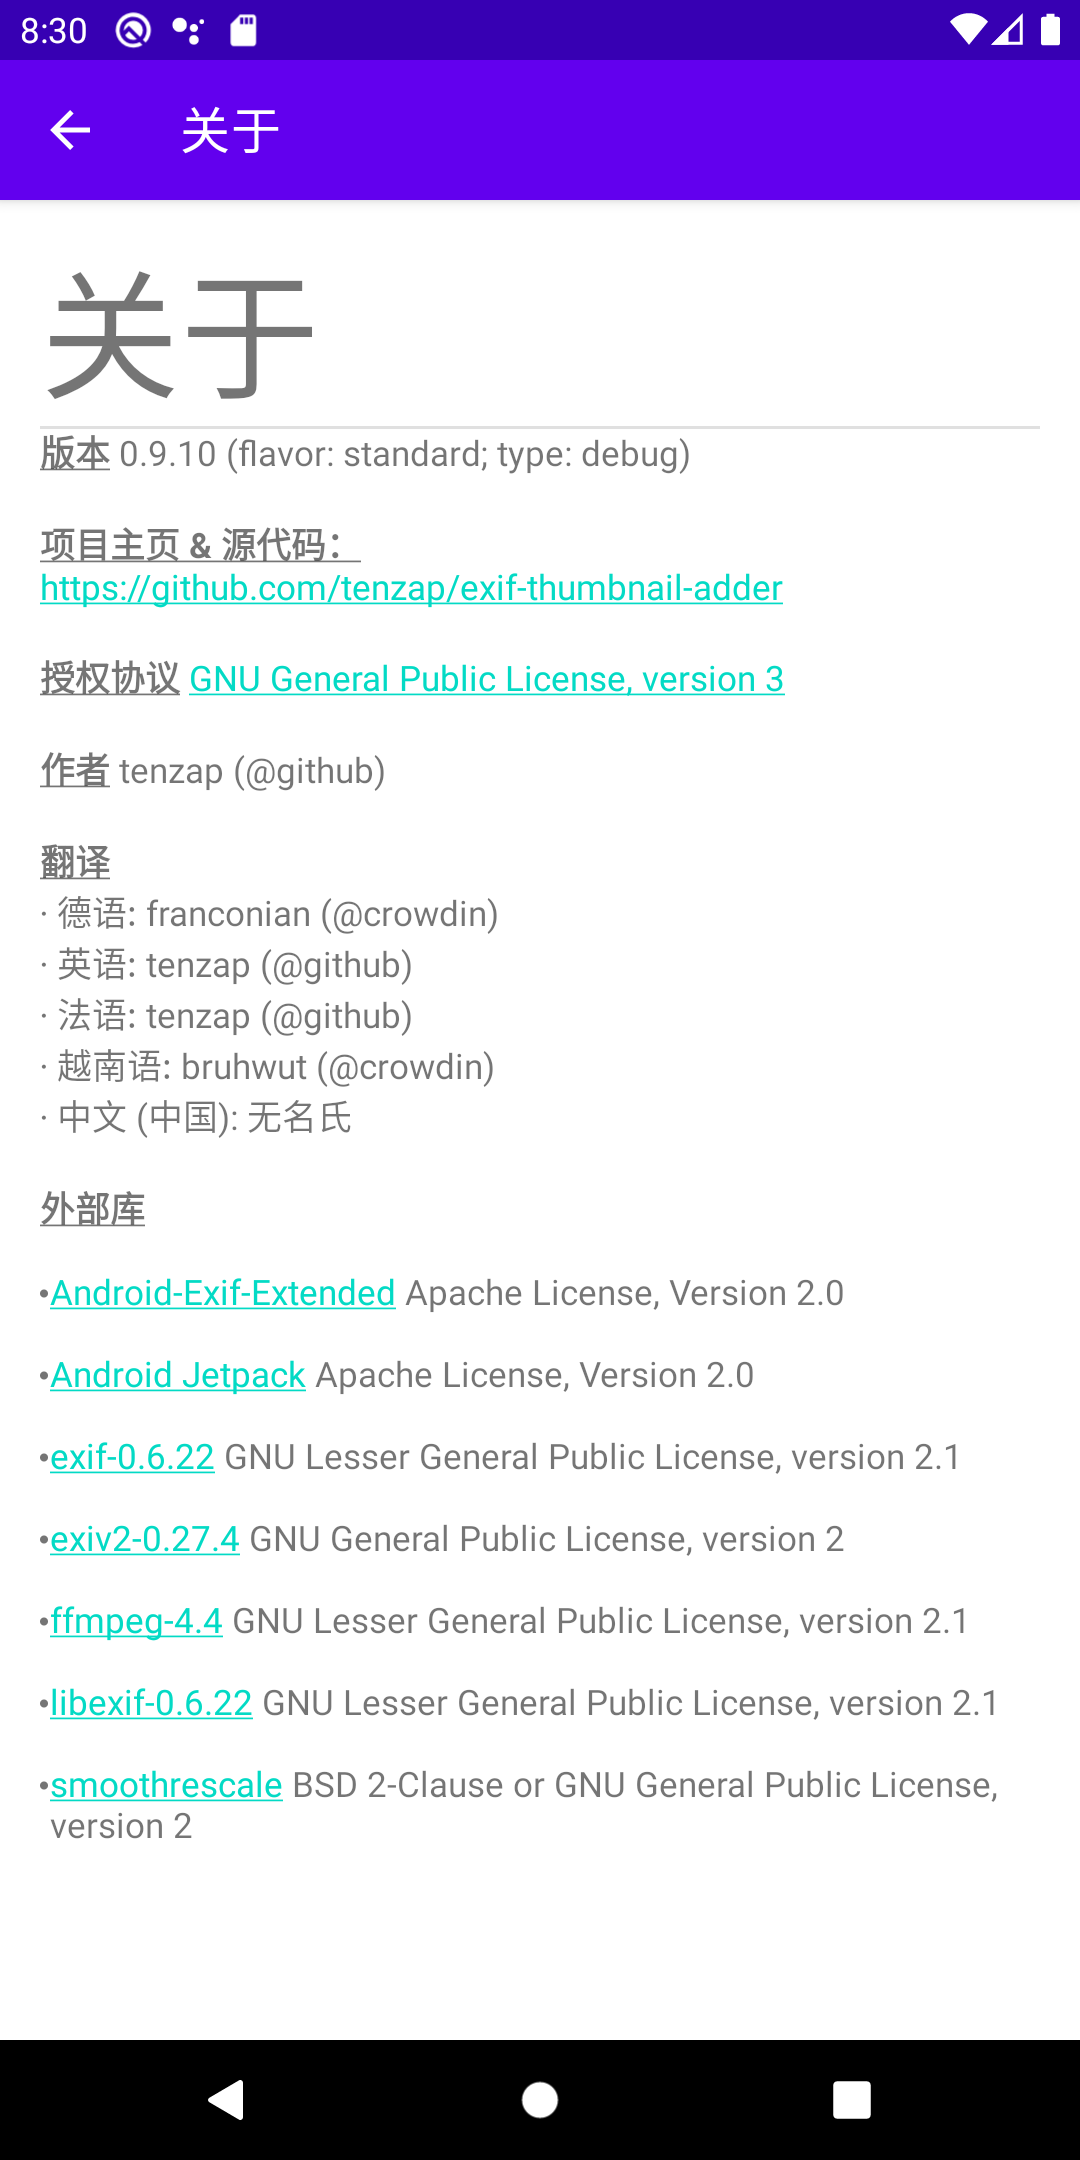 8:30
关于
关于
版本 0.9.10 (flavor: standard; type: debug)
项目主页 & 源代码：
https://github.com/tenzap/exif-thumbnail-adder
授权协议 GNU General Public License, version 3
作者 tenzap (@github)
翻译
· 德语: franconian (@crowdin)
· 英语: tenzap (@github)
· 法语: tenzap (@github)
· 越南语: bruhwut (@crowdin)
· 中文 (中国): 无名氏
外部库
•Android-Exif-Extended Apache License, Version 2.0
•Android Jetpack Apache License, Version 2.0
•exif-0.6.22 GNU Lesser General Public License, version 2.1
•exiv2-0.27.4 GNU General Public License, version 2
•ffmpeg-4.4 GNU Lesser General Public License, version 2.1
•libexif-0.6.22 GNU Lesser General Public License, version 2.1
•smoothrescale BSD 2-Clause or GNU General Public License,
version 2